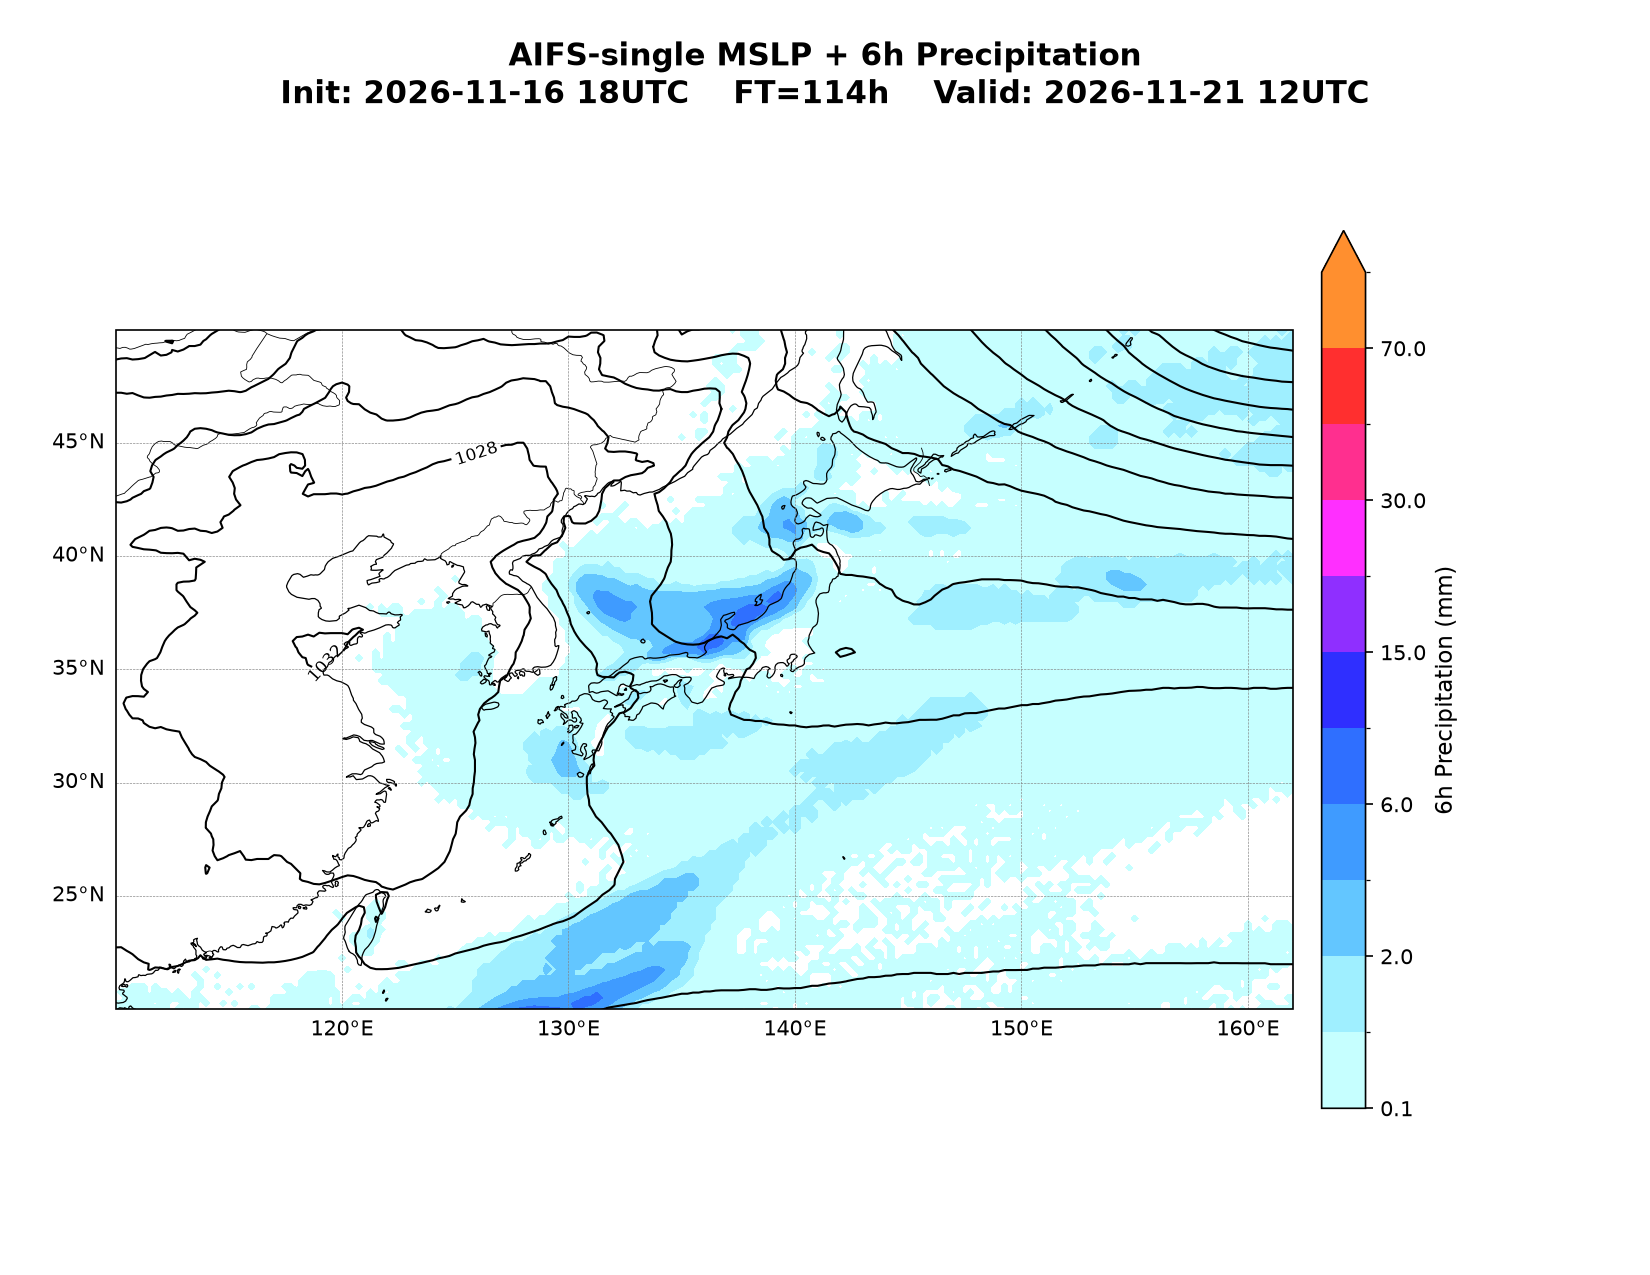 AIFS-single MSLP + 6h Precipitation
Init: 2026-11-16 18UTC    FT=114h    Valid: 2026-11-21 12UTC
45°N
40°N
35°N
30°N
25°N
120°E
130°E
140°E
150°E
160°E
1028
1032
70.0
30.0
15.0
6.0
2.0
0.1
6h Precipitation (mm)